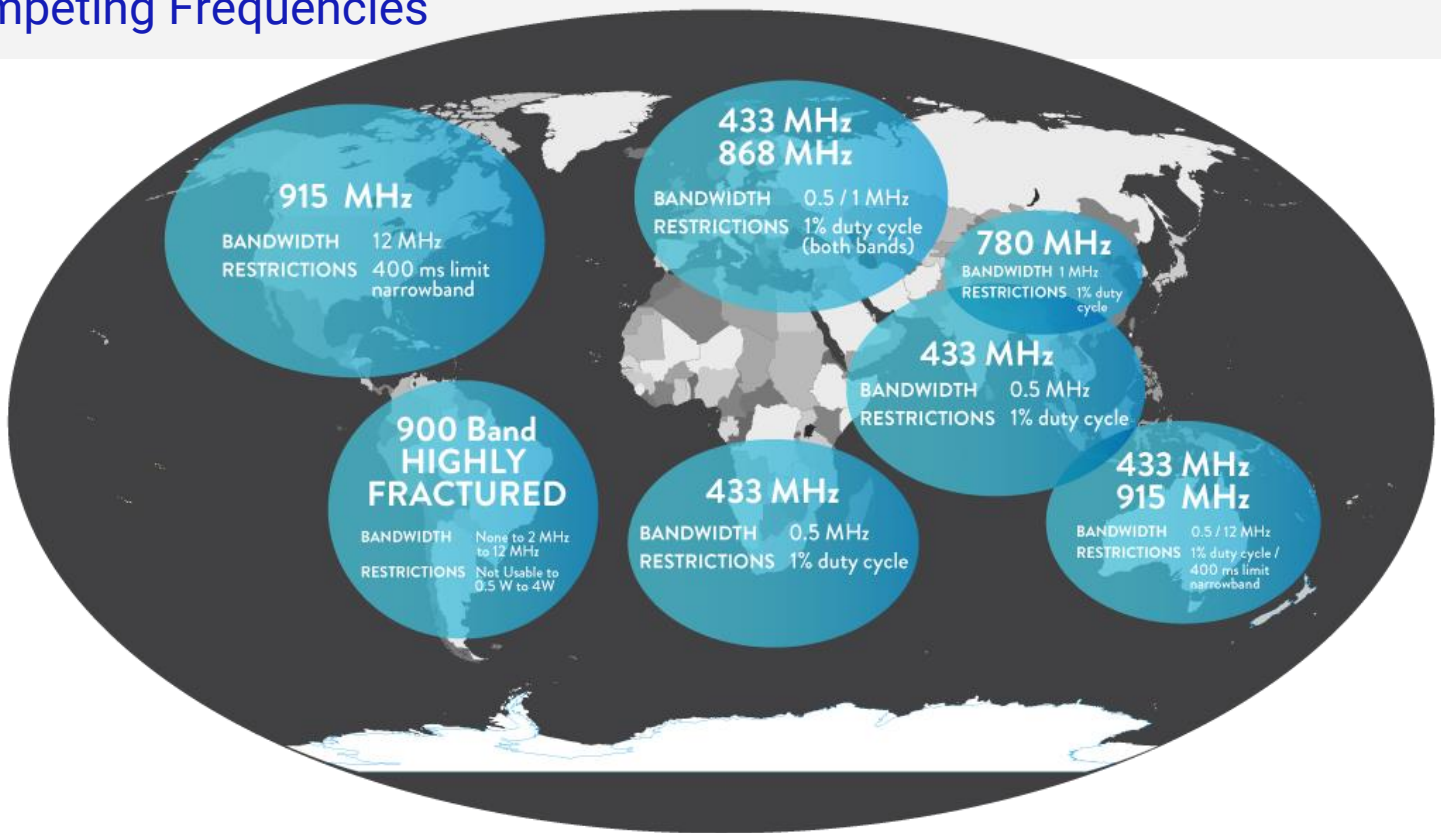 mpeting Frequencies
915 MHz
BANDWIDTH 12 MHz
RESTRICTIONS 400 ms limit
narrowband
433 MHz
868 MHz
BANDWIDTH 0.5 / 1 MHz
RESTRICTIONS 1% duty cycle
(both bands)
780 MHz
BANDWIDTH 1 MHz
RESTRICTIONS 1% duty
cycle
433 MHz
BANDWIDTH 0.5 MHz
RESTRICTIONS 1% duty cycle
900 Band
HIGHLY
FRACTURED
BANDWIDTH None to 2 MHz
to 12 MHz
RESTRICTIONS Not Usable to
0.5 W to 4W
433 MHz
BANDWIDTH 0.5 MHz
RESTRICTIONS 1% duty cycle
433 MHz
915 MHz
BANDWIDTH 0.5 / 12 MHz
RESTRICTIONS 1% duty cycle /
400 ms limit
narrowband